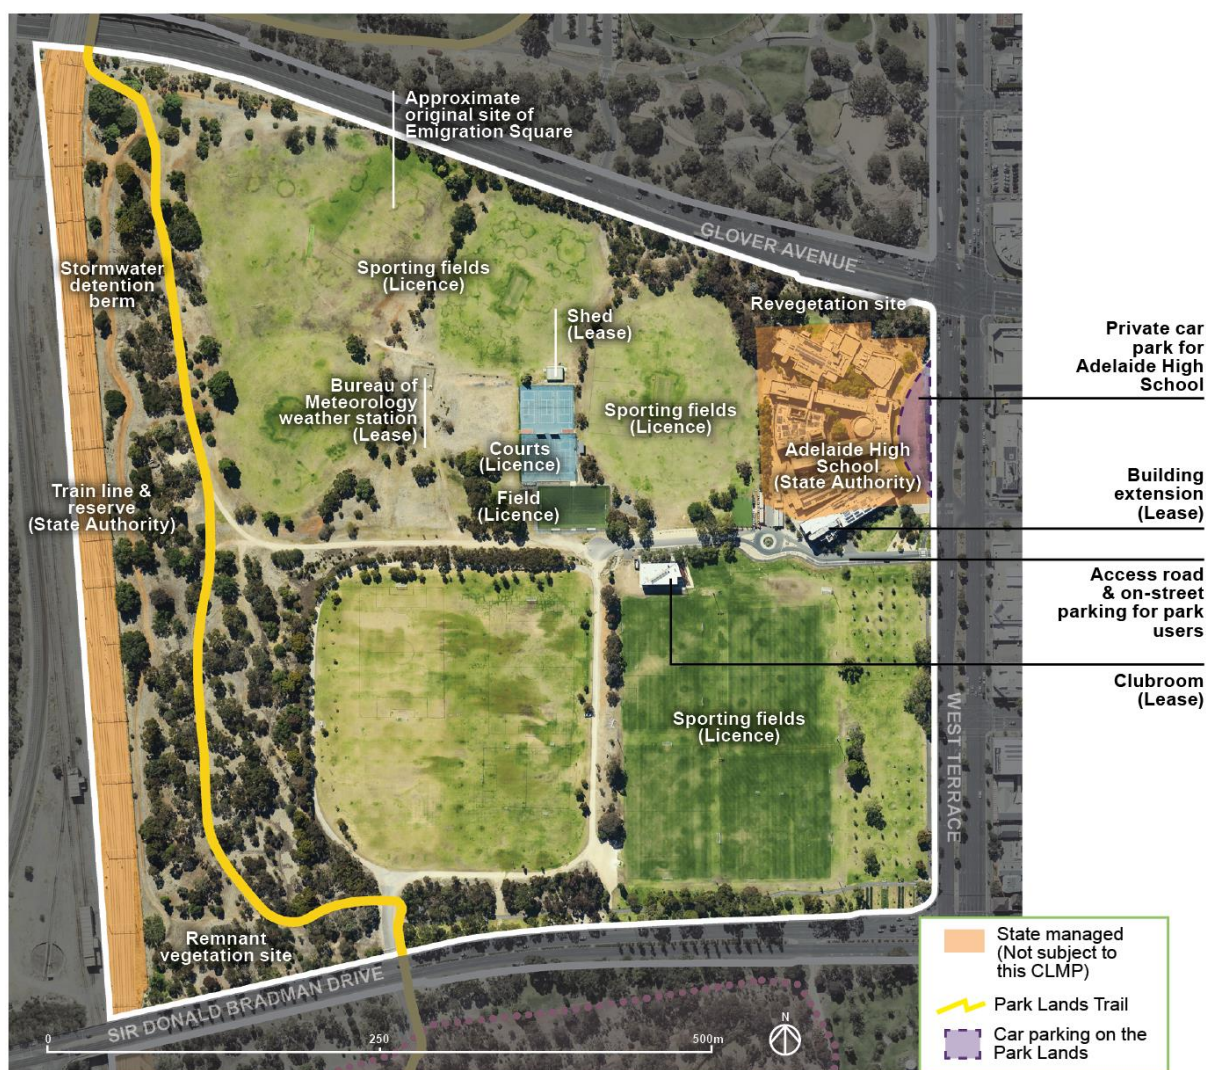 Approximate
original site of
Emigration Square
GLOVER AVENUE
Stormwater
detention
berm
Sporting fields
(Licence)
Revegetation site
Shed
(Lease)
Private car
park for
Adelaide High
School
Bureau of
Meteorology
weather station
(Lease)
Sporting fields
(Licence)
Courts
(Licence)
Adelaide High
School
(State Authority)
Train line &
reserve
(State Authority)
Field
(Licence)
Building
extension
(Lease)
Access road
& on-street
parking for park
users
Clubroom
(Lease)
Sporting fields
(Licence)
WEST TERRACE
Remnant
vegetation site
SIR DONALD BRADMAN DRIVE
0 250 500m
N
State managed
(Not subject to
this CLMP)
Park Lands Trail
Car parking on the
Park Lands